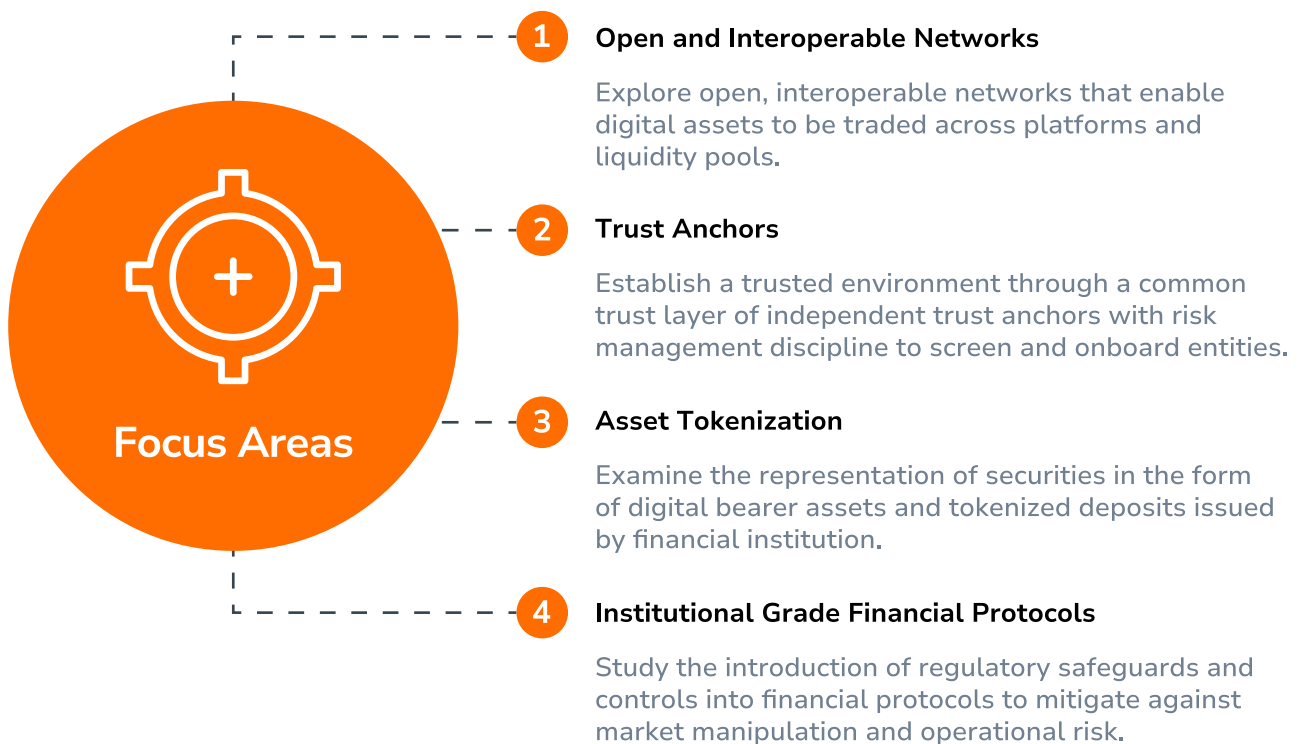 Focus Areas
1
Open and Interoperable Networks
Explore open, interoperable networks that enable
digital assets to be traded across platforms and
liquidity pools.
2
Trust Anchors
Establish a trusted environment through a common
trust layer of independent trust anchors with risk
management discipline to screen and onboard entities.
3
Asset Tokenization
Examine the representation of securities in the form
of digital bearer assets and tokenized deposits issued
by financial institution.
4
Institutional Grade Financial Protocols
Study the introduction of regulatory safeguards and
controls into financial protocols to mitigate against
market manipulation and operational risk.